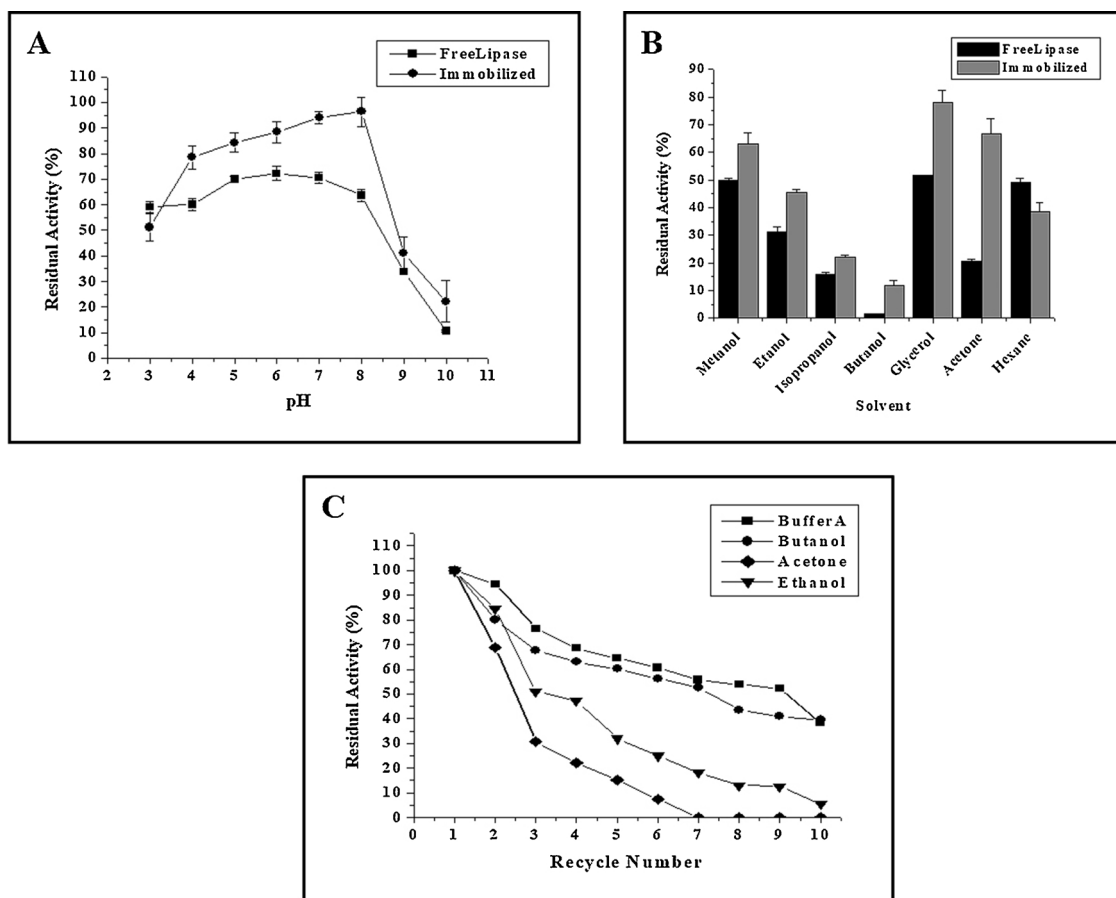 A
FreeLipase
Immobilized
110
100
90
80
70
60
50
40
30
20
10
0
2 3 4 5 6 7 8 9 10 11
Residual Activity (%)
pH
B
FreeLipase
Immobilized
90
80
70
60
50
40
30
20
10
0
Residual Activity (%)
Metanol
Etanol
Isopropanol
Butanol
Glycerol
Acetone
Hexane
Solvent
C
BufferA
Butanol
Acetone
Ethanol
110
100
90
80
70
60
50
40
30
20
10
0
0 1 2 3 4 5 6 7 8 9 10
Residual Activity (%)
Recycle Number